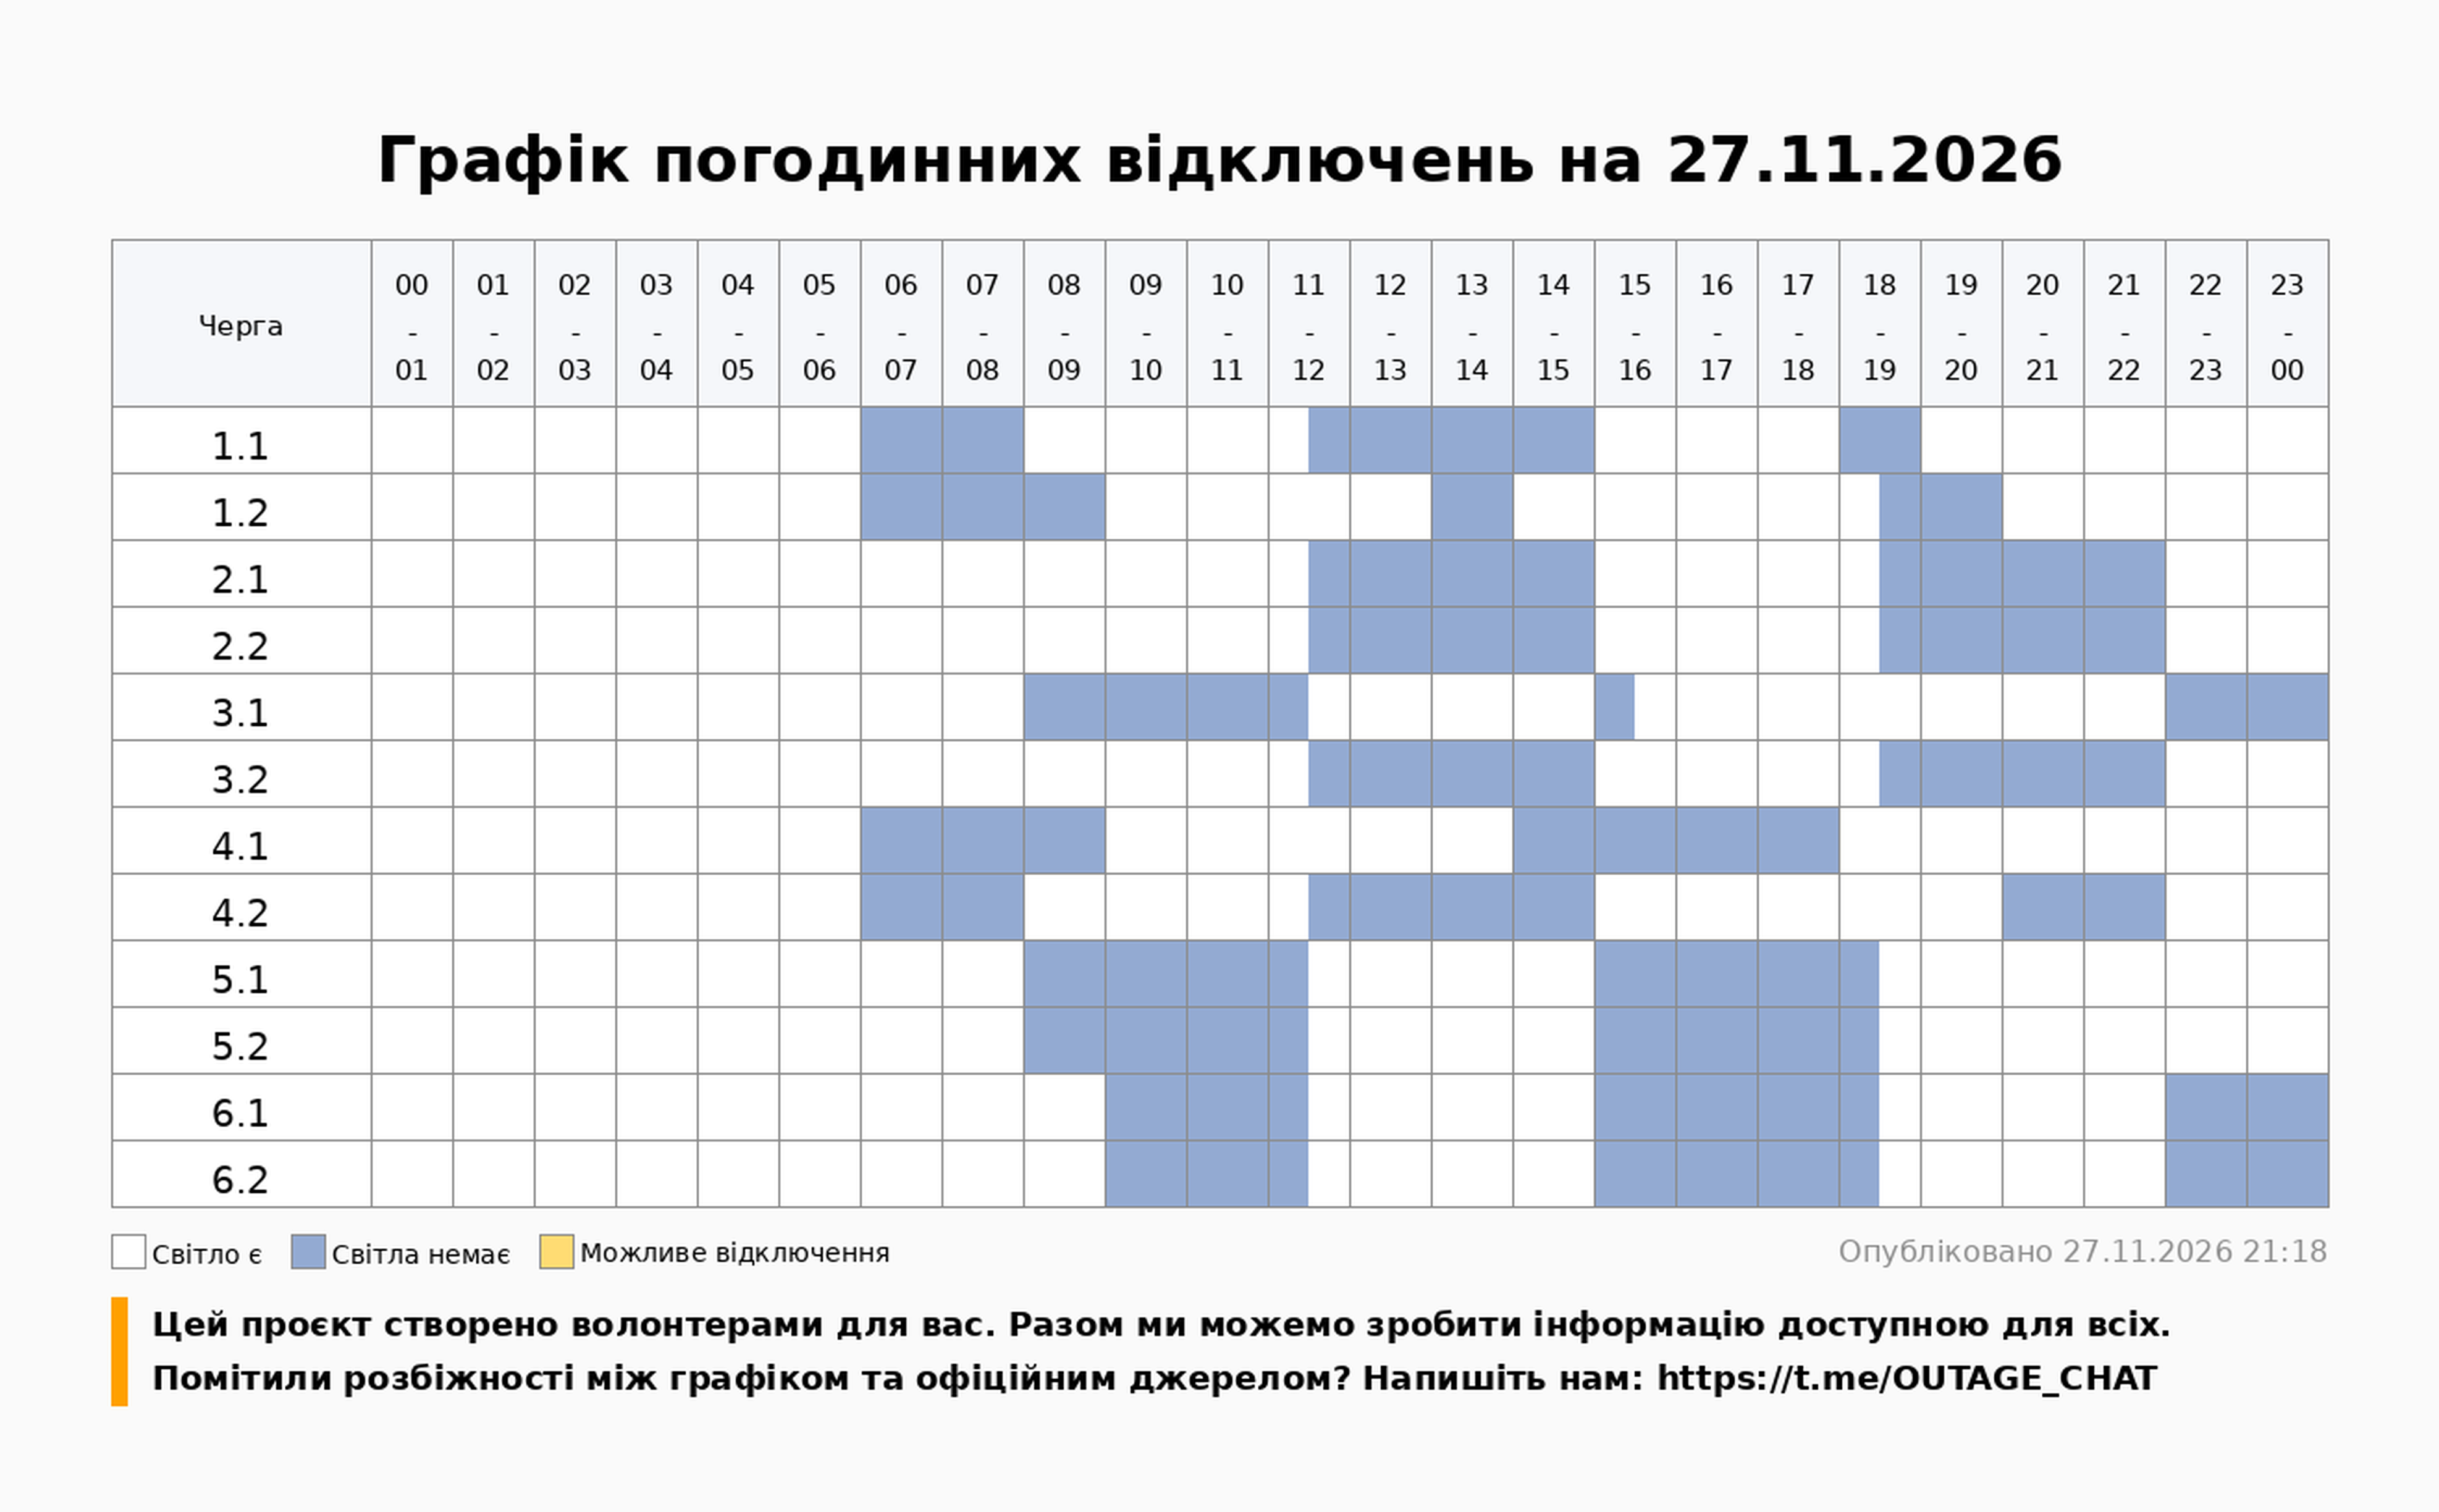 Графік погодинних відключень на 27.11.2026
Черга
00 - 01
01 - 02
02 - 03
03 - 04
04 - 05
05 - 06
06 - 07
07 - 08
08 - 09
09 - 10
10 - 11
11 - 12
12 - 13
13 - 14
14 - 15
15 - 16
16 - 17
17 - 18
18 - 19
19 - 20
20 - 21
21 - 22
22 - 23
23 - 00
1.1
1.2
2.1
2.2
3.1
3.2
4.1
4.2
5.1
5.2
6.1
6.2
Світло є
Світла немає
Можливе відключення
Опубліковано 27.11.2026 21:18
Цей проєкт створено волонтерами для вас. Разом ми можемо зробити інформацію доступною для всіх.
Помітили розбіжності між графіком та офіційним джерелом? Напишіть нам: https://t.me/OUTAGE_CHAT